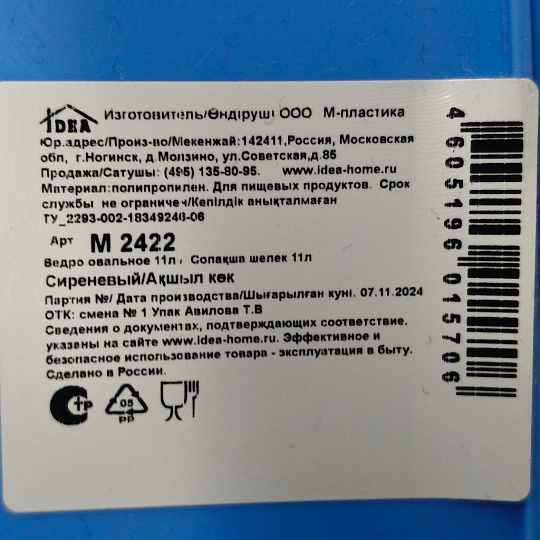 IDEA
Изготовитель/Өндіруші ООО М-пластика
Юр.адрес/Произ-во/Мекенжай:142411,Россия, Московская
обл, г.Ногинск, д.Молзино, ул.Советская,д.85
Продажа/Сатушы: (495) 135-80-95. www.idea-home.ru
Материал:полипропилен. Для пищевых продуктов. Срок
службы не ограничен/Кепілдік анықталмаған
ТУ_2293-002-18349246-06
Арт М 2422
Ведро овальное 11л / Сопақша шелек 11л
Сиреневый/Ақшыл көк
Партия №/ Дата производства/Шығарылған күні: 07.11.2024
ОТК: смена № 1 Упак Авилова Т.В
Сведения о документах, подтверждающих соответствие,
указаны на сайте www.idea-home.ru. Эффективное и
безопасное использование товара - эксплуатация в быту.
Сделано в России.
СТР
05
PP
4605196015706